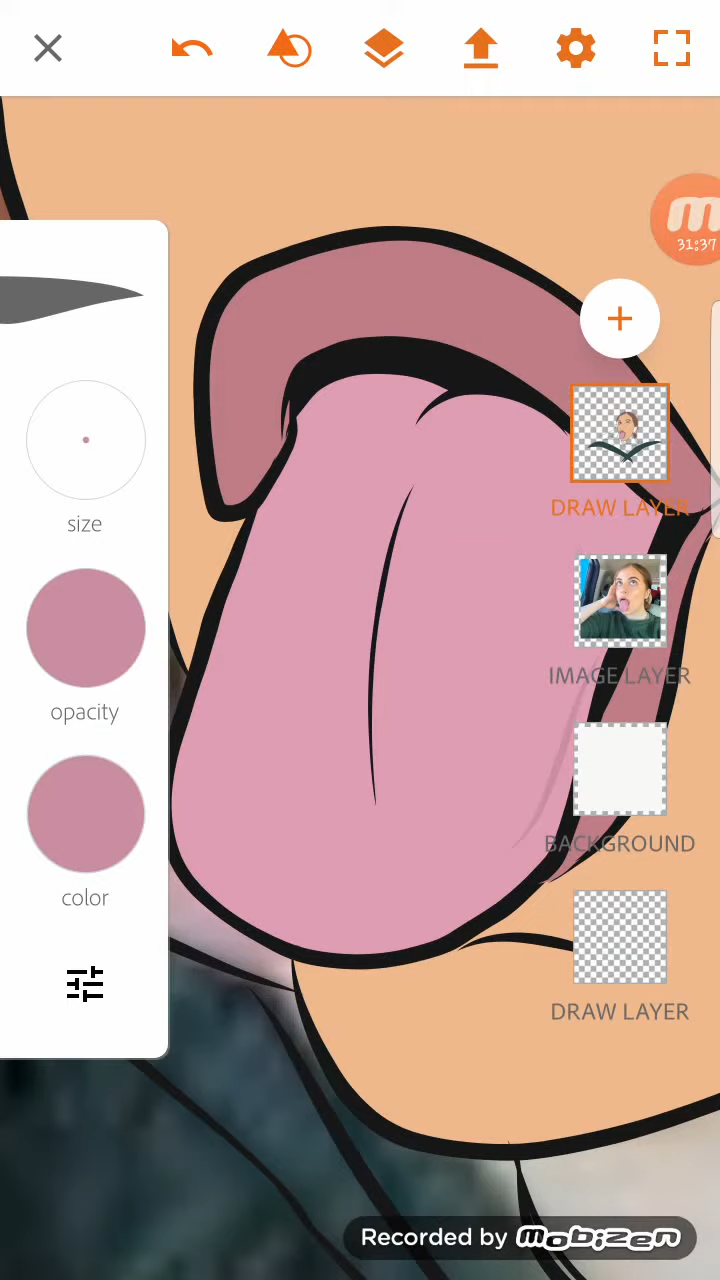 31:37
size
DRAW LAYER
IMAGE LAYER
opacity
BACKGROUND
color
DRAW LAYER
Recorded by mobizen